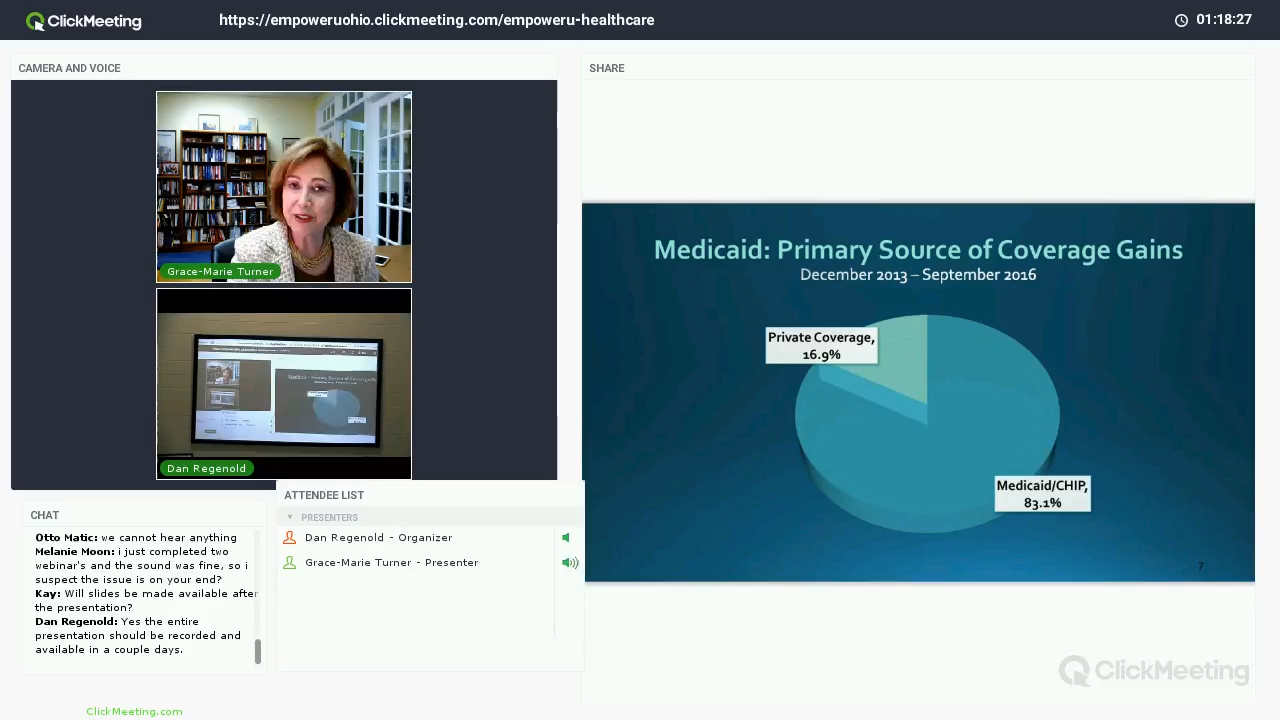 ClickMeeting
https://empoweruohio.clickmeeting.com/empoweru-healthcare
01:18:27
CAMERA AND VOICE
Grace-Marie Turner
Dan Regenold
CHAT
Otto Matic: we cannot hear anything
Melanie Moon: i just completed two
webinar's and the sound was fine, so i
suspect the issue is on your end?
Kay: Will slides be made available after
the presentation?
Dan Regenold: Yes the entire
presentation should be recorded and
available in a couple days.
ATTENDEE LIST
PRESENTERS
Dan Regenold - Organizer
Grace-Marie Turner - Presenter
ClickMeeting.com
SHARE
Medicaid: Primary Source of Coverage Gains
December 2013 – September 2016
Private Coverage,
16.9%
Medicaid/CHIP,
83.1%
7
ClickMeeting